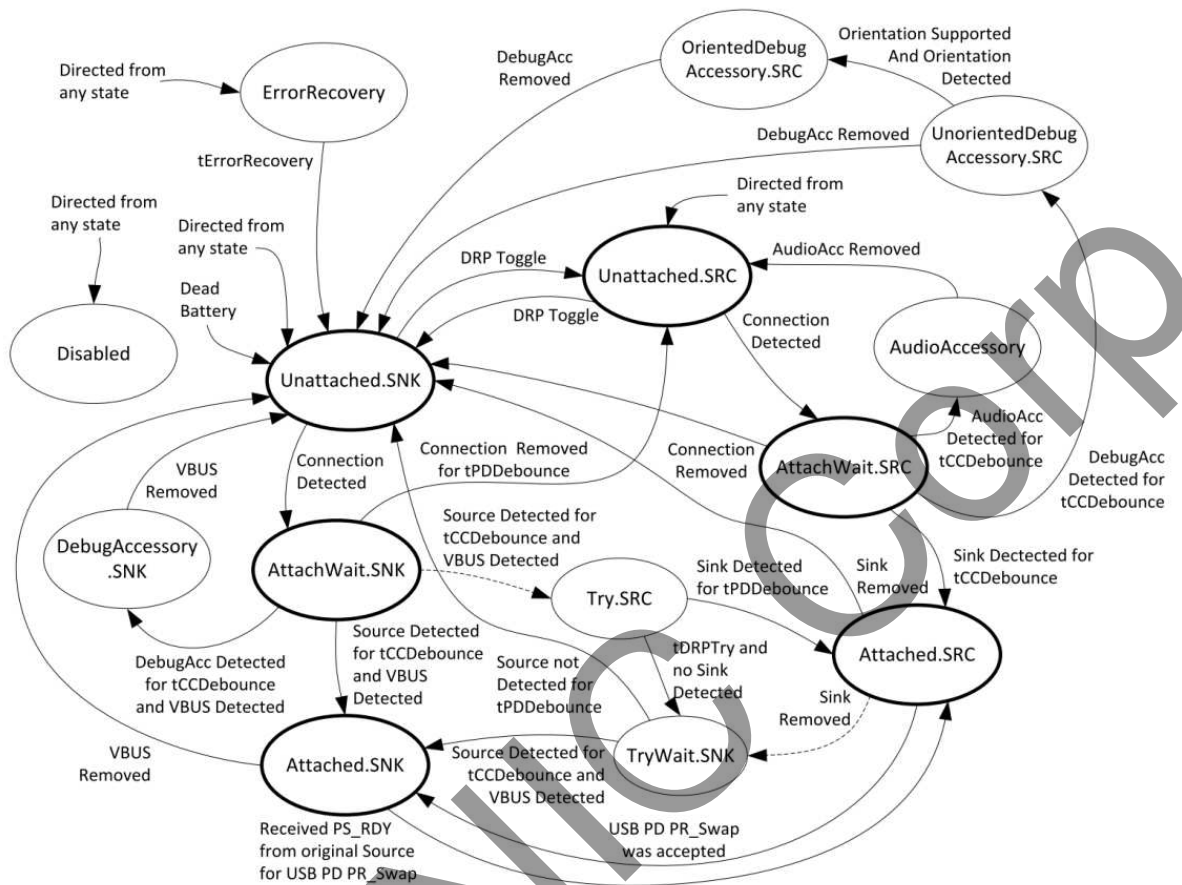 Directed from
any state
ErrorRecovery
tErrorRecovery
DebugAcc
Removed
OrientedDebug
Accessory.SRC
Orientation Supported
And Orientation
Detected
DebugAcc Removed
UnorientedDebug
Accessory.SRC
Directed from
any state
Directed from
any state
Dead
Battery
Disabled
Directed from
any state
DRP Toggle
Unattached.SRC
DRP Toggle
AudioAcc Removed
Connection
Detected
AudioAccessory
Unattached.SNK
AudioAcc
Detected for
tCCDebounce
DebugAcc
Detected for
tCCDebounce
AttachWait.SRC
Connection
Removed
Connection Removed
for tPDDebounce
VBUS
Removed
Connection
Detected
DebugAccessory
.SNK
AttachWait.SNK
Source Detected for
tCCDebounce and
VBUS Detected
Try.SRC
Sink Detected
for tPDDebounce
Sink
Removed
Sink Dectected for
tCCDebounce
DebugAcc Detected
for tCCDebounce
and VBUS Detected
Source Detected
for tCCDebounce
and VBUS
Detected
Source not
Detected for
tPDDebounce
tDRPTry and
no Sink
Detected
Attached.SRC
Sink
Removed
VBUS
Removed
Attached.SNK
Source Detected for
tCCDebounce and
VBUS Detected
TryWait.SNK
Received PS_RDY
from original Source
for USB PD PR_Swap
USB PD PR_Swap
was accepted
Corp